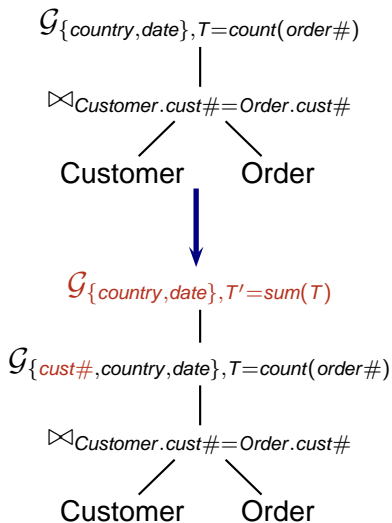 𝒢{country,date},T=count(order#)
⋈Customer.cust#=Order.cust#
Customer Order
𝒢{country,date},T′=sum(T)
𝒢{cust#,country,date},T=count(order#)
⋈Customer.cust#=Order.cust#
Customer Order